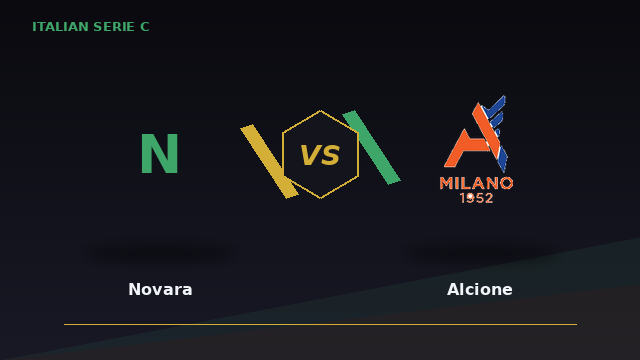 ITALIAN SERIE C
N
VS
MILANO
1952
Novara
Alcione